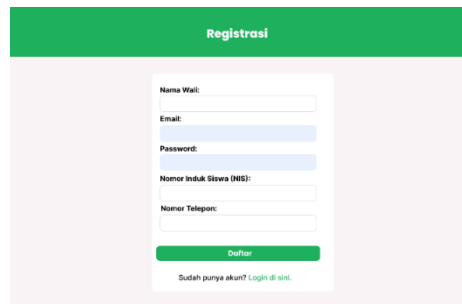 Registrasi
Nama Wali:
Email:
Password:
Nomor Induk Siswa (NIS):
Nomor Telepon:
Daftar
Sudah punya akun? Login di sini.